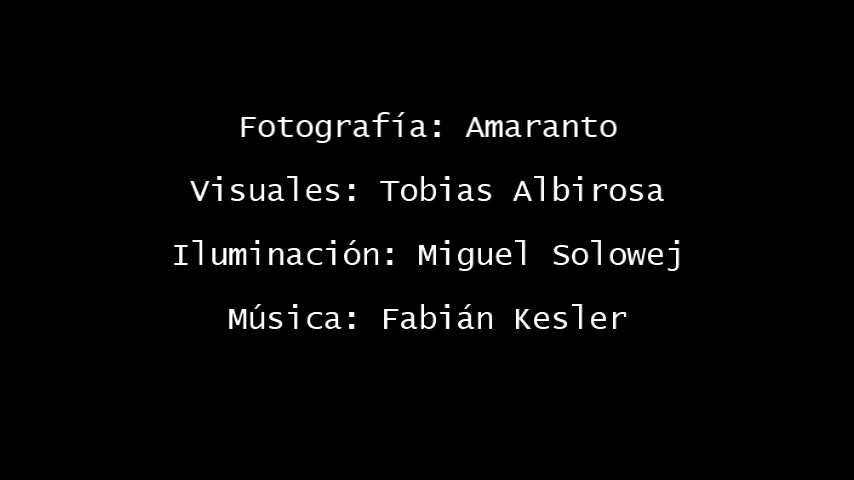 Fotografía: Amaranto
Visuales: Tobias Albirosa
Iluminación: Miguel Solowej
Música: Fabián Kesler